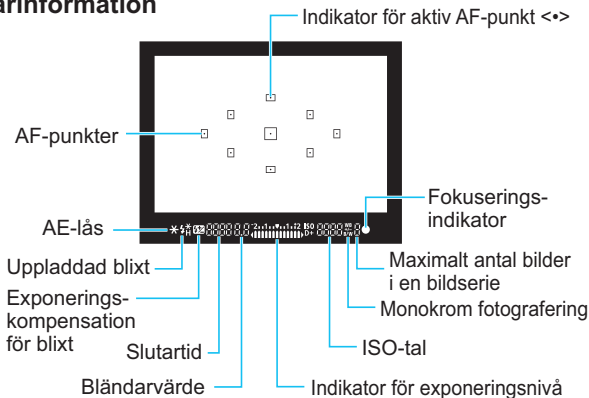 arinformation
Indikator för aktiv AF-punkt <•>
AF-punkter
Fokuserings-
indikator
AE-lås
Uppladdad blixt
Maximalt antal bilder
i en bildserie
Exponerings-
kompensation
för blixt
Monokrom fotografering
Slutartid
ISO-tal
Bländarvärde
Indikator för exponeringsnivå